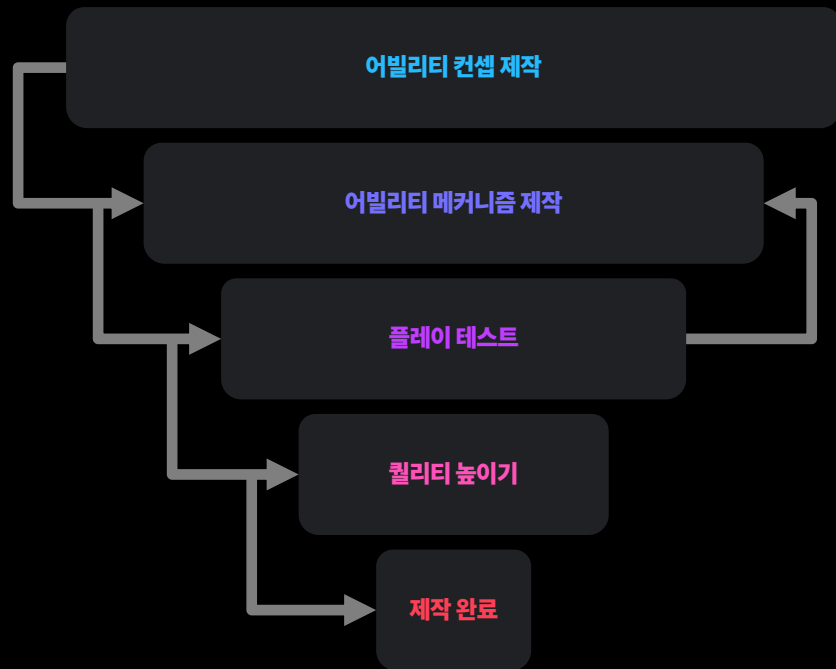 어빌리티 컨셉 제작
어빌리티 메커니즘 제작
플레이 테스트
퀄리티 높이기
제작 완료